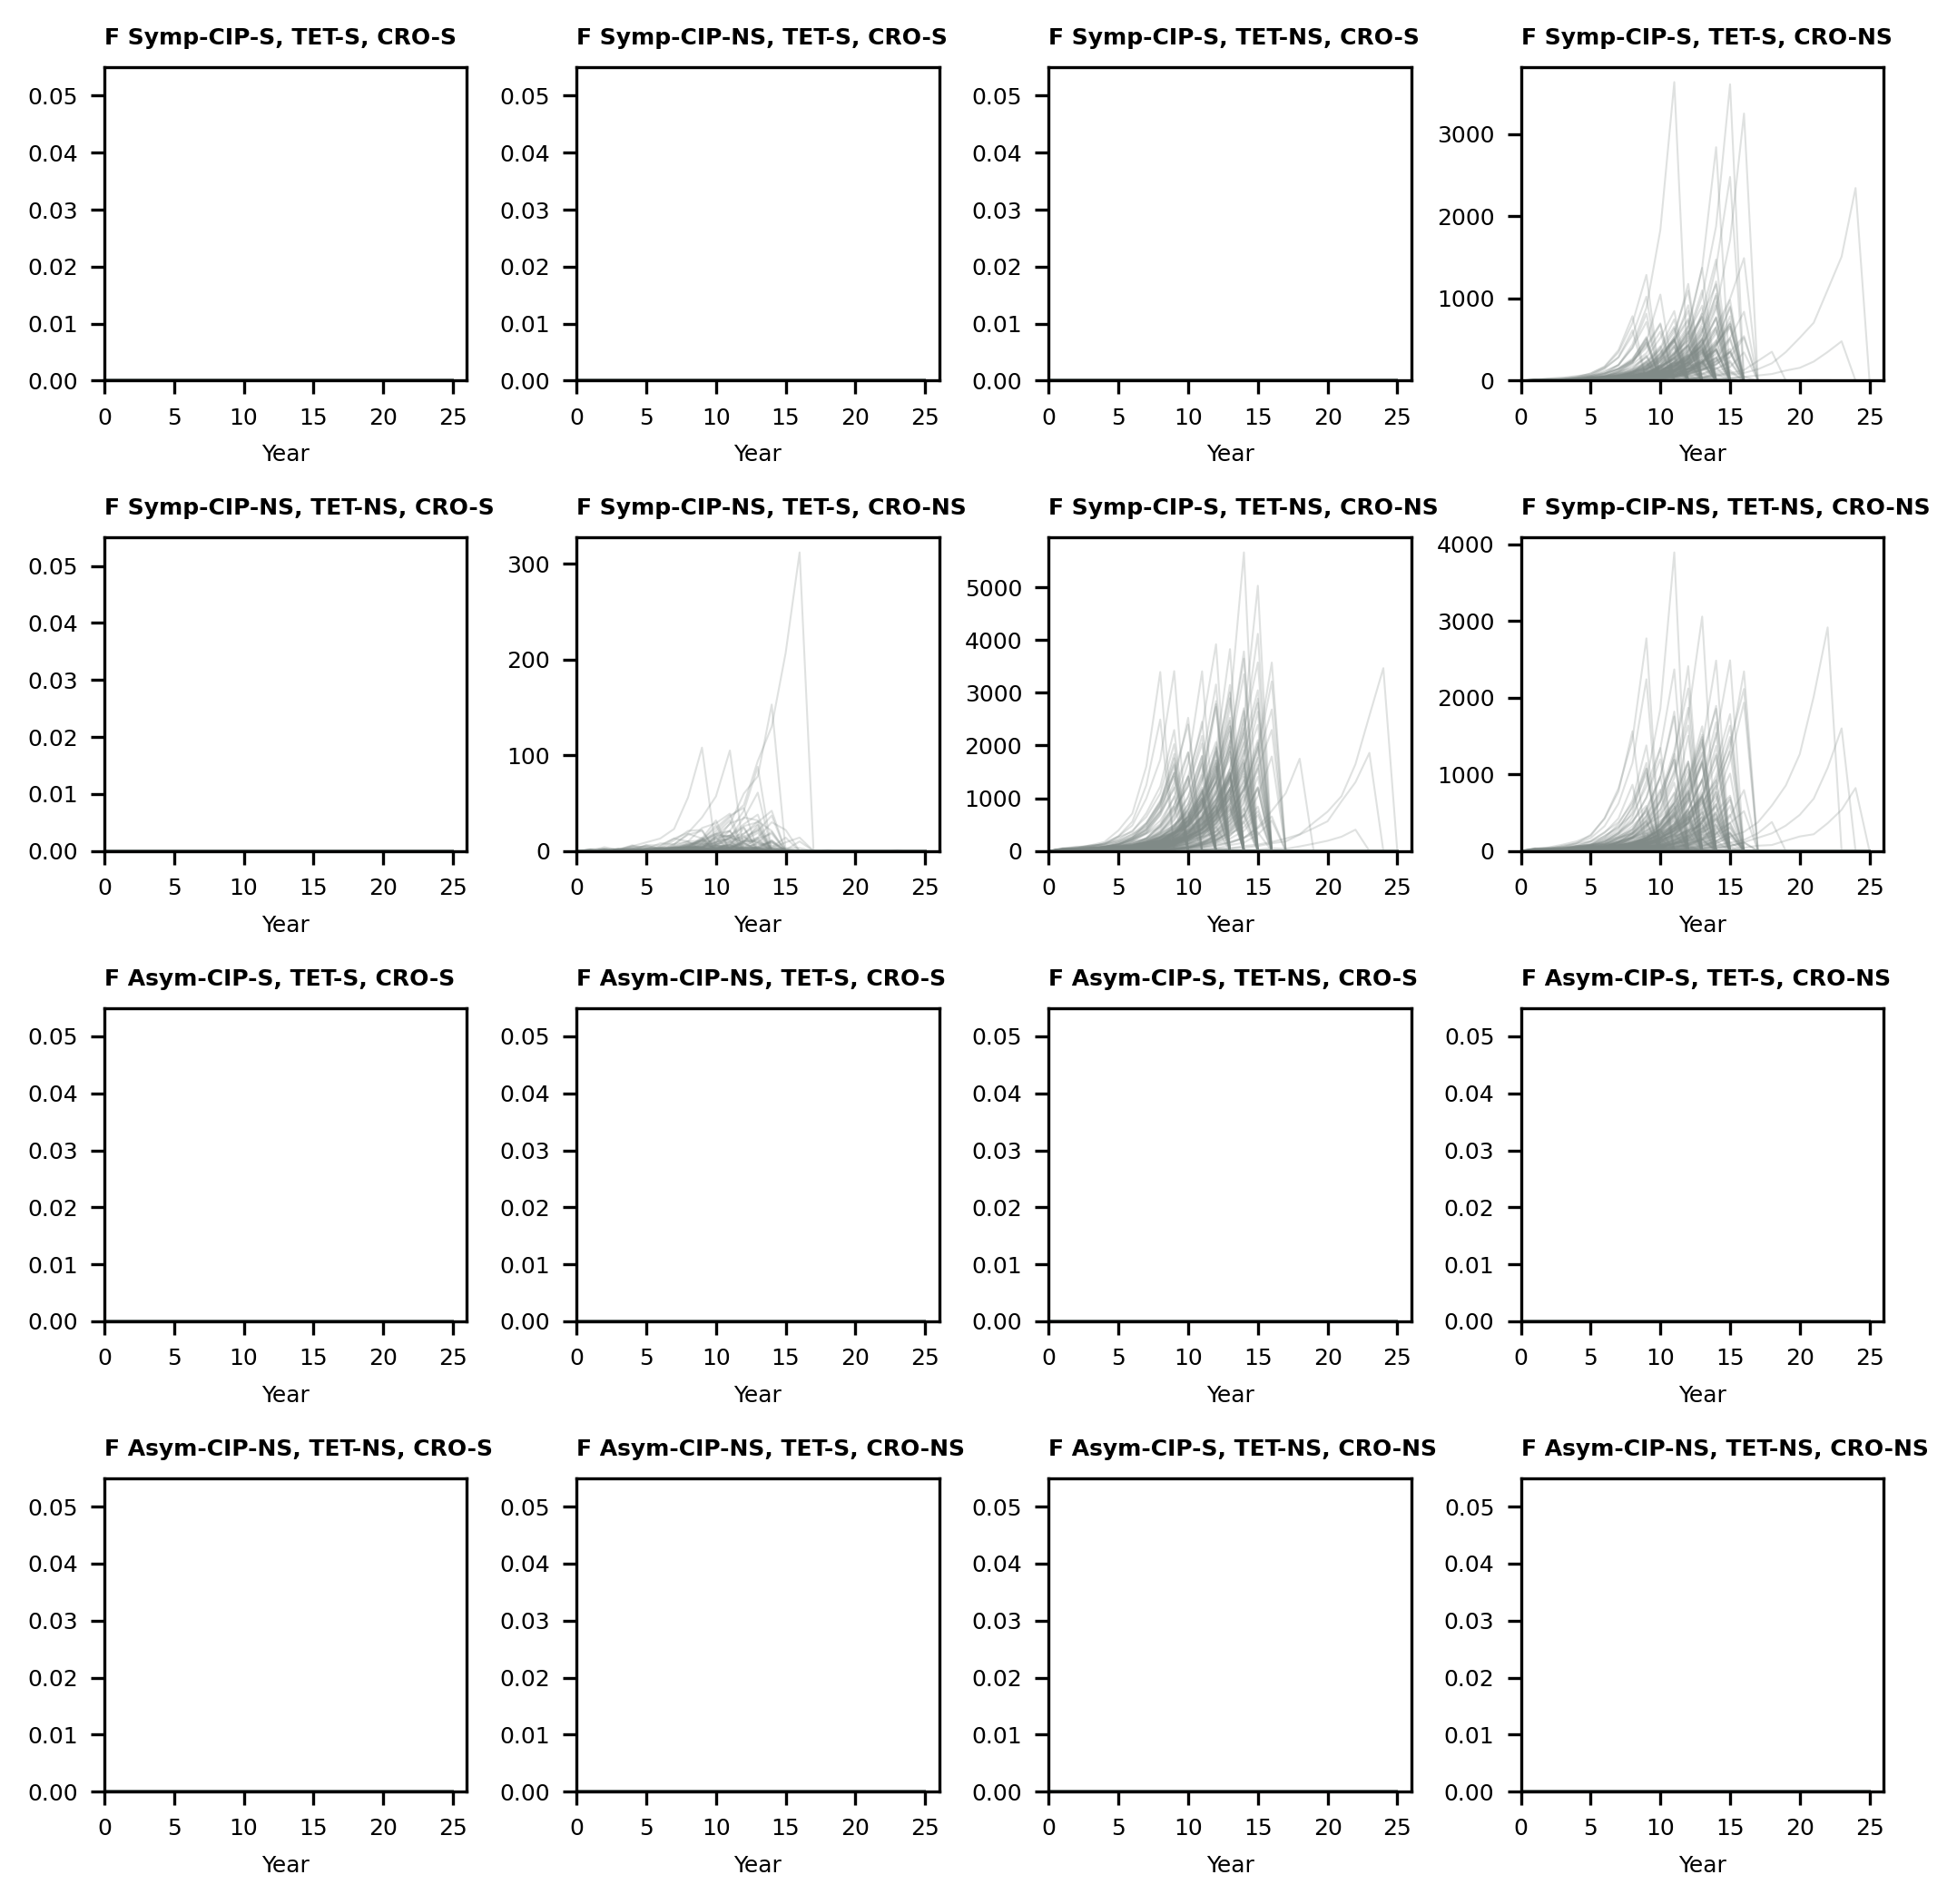 F Symp-CIP-S, TET-S, CRO-S
0.05
0.04
0.03
0.02
0.01
0.00
0 5 10 15 20 25
Year
F Symp-CIP-NS, TET-S, CRO-S
0.05
0.04
0.03
0.02
0.01
0.00
0 5 10 15 20 25
Year
F Symp-CIP-S, TET-NS, CRO-S
0.05
0.04
0.03
0.02
0.01
0.00
0 5 10 15 20 25
Year
F Symp-CIP-S, TET-S, CRO-NS
3000
2000
1000
0
0 5 10 15 20 25
Year
F Symp-CIP-NS, TET-NS, CRO-S
0.05
0.04
0.03
0.02
0.01
0.00
0 5 10 15 20 25
Year
F Symp-CIP-NS, TET-S, CRO-NS
300
200
100
0
0 5 10 15 20 25
Year
F Symp-CIP-S, TET-NS, CRO-NS
5000
4000
3000
2000
1000
0
0 5 10 15 20 25
Year
F Symp-CIP-NS, TET-NS, CRO-NS
4000
3000
2000
1000
0
0 5 10 15 20 25
Year
F Asym-CIP-S, TET-S, CRO-S
0.05
0.04
0.03
0.02
0.01
0.00
0 5 10 15 20 25
Year
F Asym-CIP-NS, TET-S, CRO-S
0.05
0.04
0.03
0.02
0.01
0.00
0 5 10 15 20 25
Year
F Asym-CIP-S, TET-NS, CRO-S
0.05
0.04
0.03
0.02
0.01
0.00
0 5 10 15 20 25
Year
F Asym-CIP-S, TET-S, CRO-NS
0.05
0.04
0.03
0.02
0.01
0.00
0 5 10 15 20 25
Year
F Asym-CIP-NS, TET-NS, CRO-S
0.05
0.04
0.03
0.02
0.01
0.00
0 5 10 15 20 25
Year
F Asym-CIP-NS, TET-S, CRO-NS
0.05
0.04
0.03
0.02
0.01
0.00
0 5 10 15 20 25
Year
F Asym-CIP-S, TET-NS, CRO-NS
0.05
0.04
0.03
0.02
0.01
0.00
0 5 10 15 20 25
Year
F Asym-CIP-NS, TET-NS, CRO-NS
0.05
0.04
0.03
0.02
0.01
0.00
0 5 10 15 20 25
Year